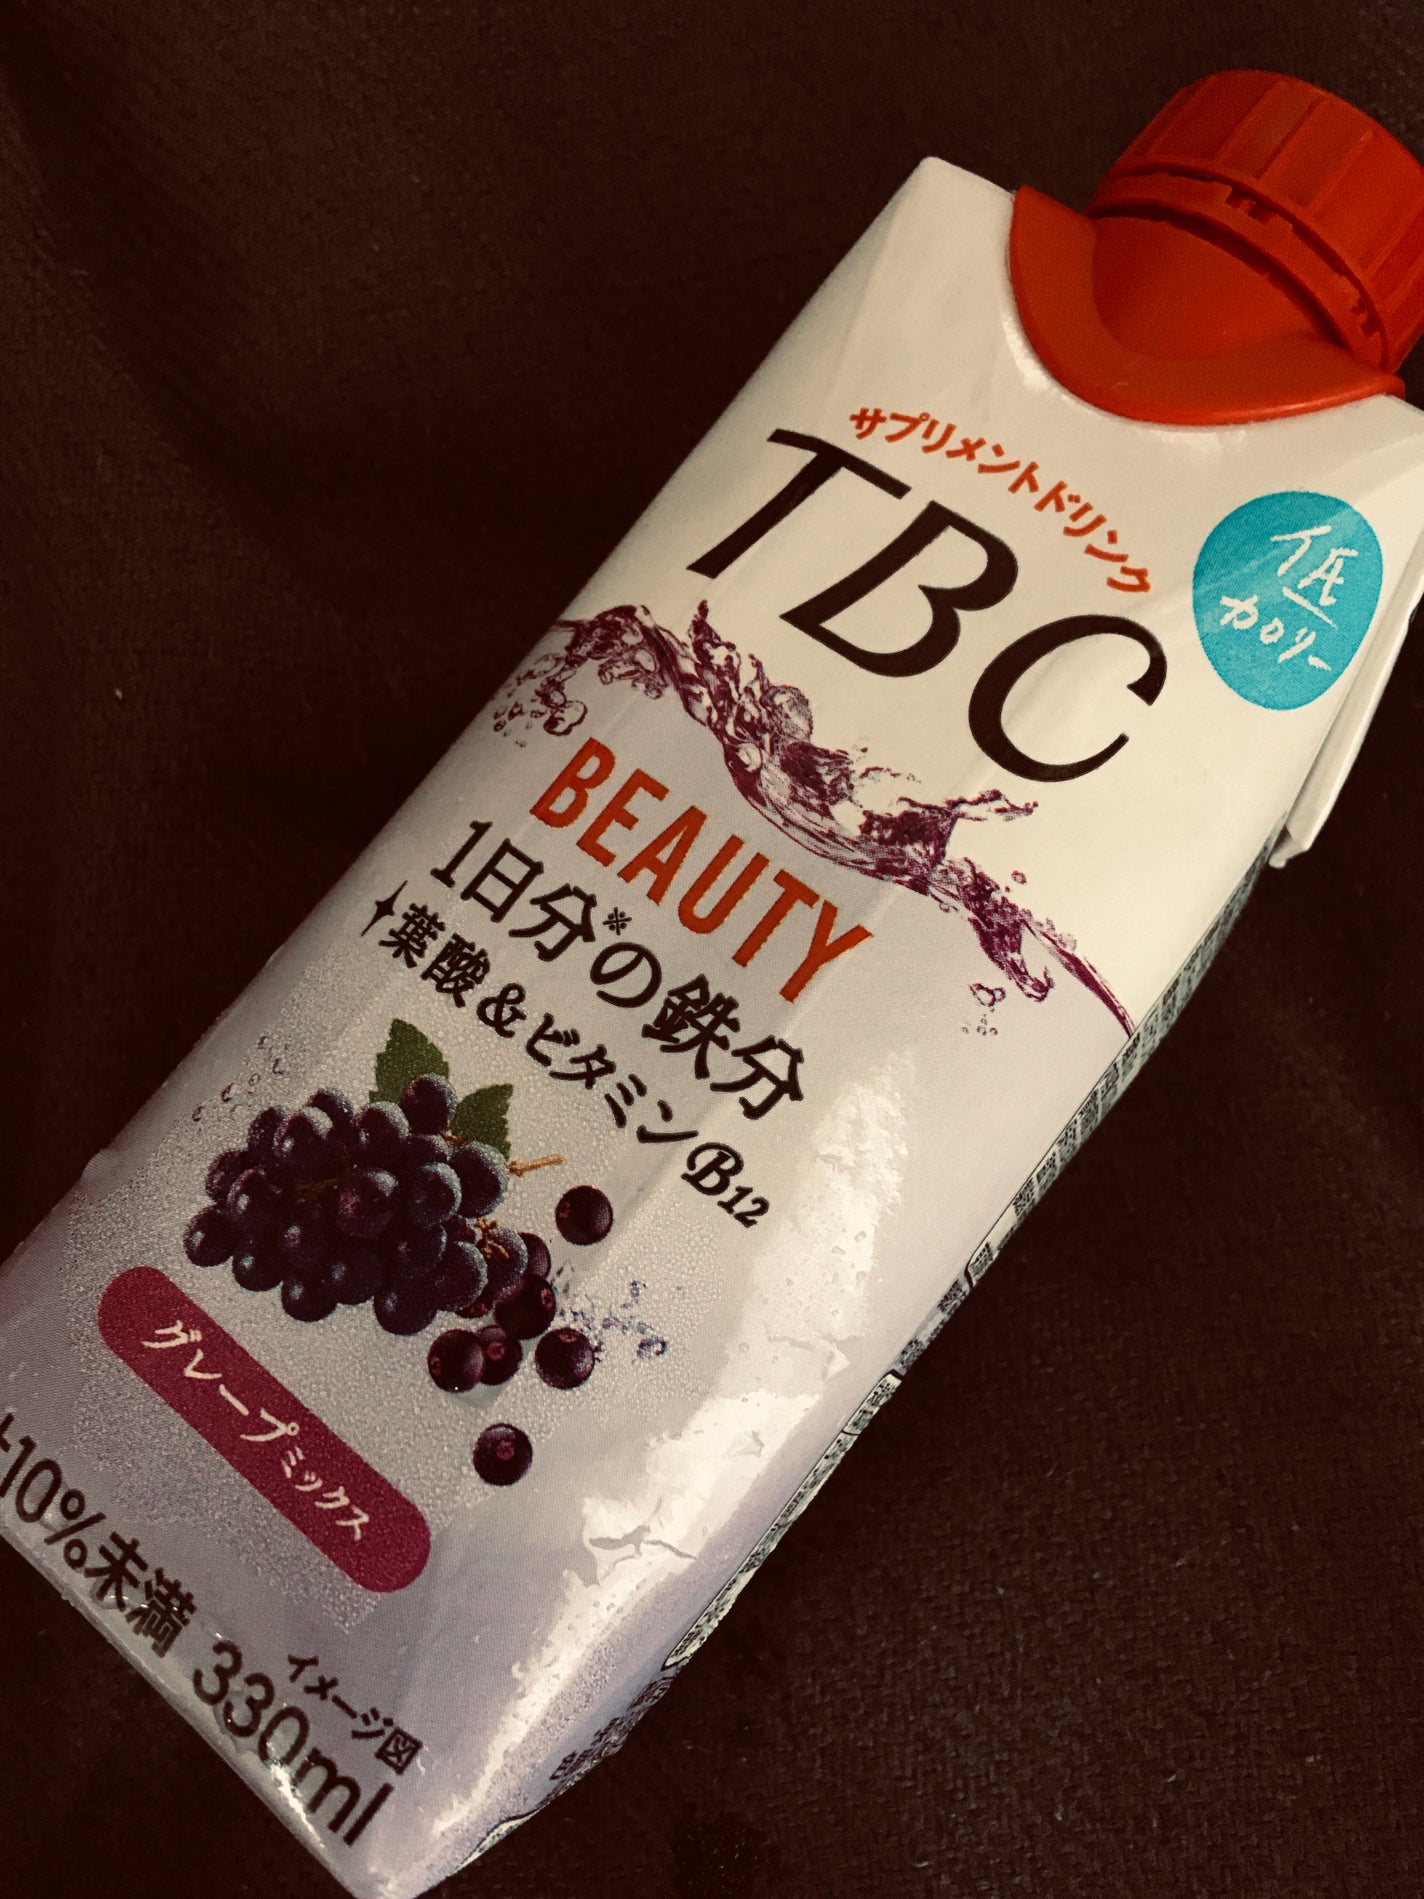 サプリメントドリンク
TBC
低
カロリー
BEAUTY
1日分※の鉄分
葉酸&ビタミンB12
グレープミックス
10%未満 330ml
イメージ図